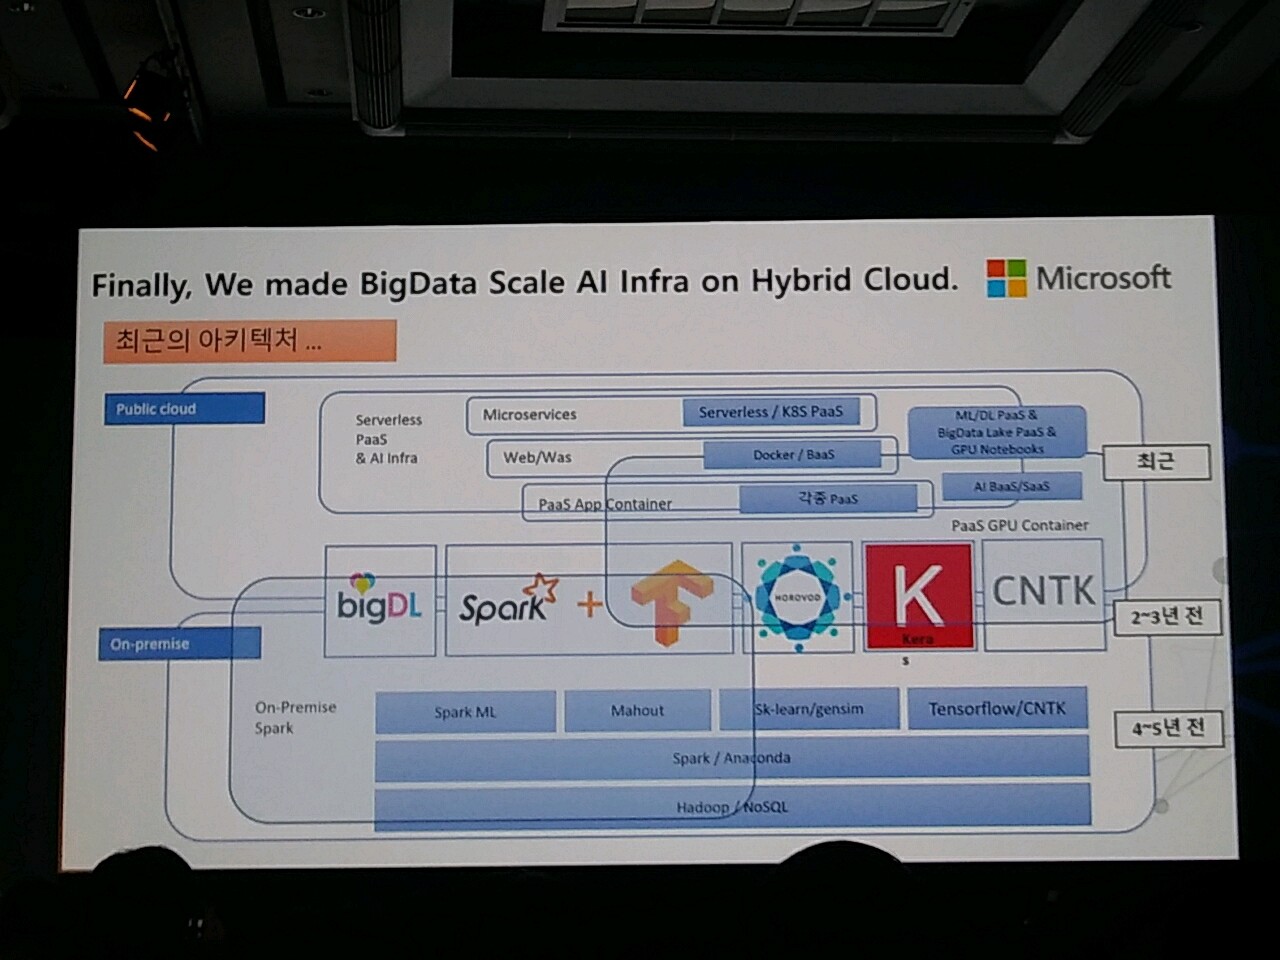 Finally, We made BigData Scale AI Infra on Hybrid Cloud.
Microsoft
최근의 아키텍처 ...
Public cloud
Serverless
PaaS
& AI Infra
Microservices
Serverless / K8S PaaS
Web/Was
Docker / BaaS
PaaS App Container
각종 PaaS
ML/DL PaaS &
BigData Lake PaaS &
GPU Notebooks
AI BaaS/SaaS
최근
PaaS GPU Container
bigDL
Spark
+
HOROVOD
K
Kera
s
CNTK
2~3년 전
On-premise
On-Premise
Spark
Spark ML
Mahout
Sk-learn/gensim
Tensorflow/CNTK
4~5년 전
Spark / Anaconda
Hadoop / NoSQL